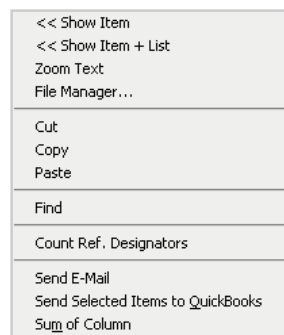 << Show Item
<< Show Item + List
Zoom Text
File Manager...
Cut
Copy
Paste
Find
Count Ref. Designators
Send E-Mail
Send Selected Items to QuickBooks
Sum of Column